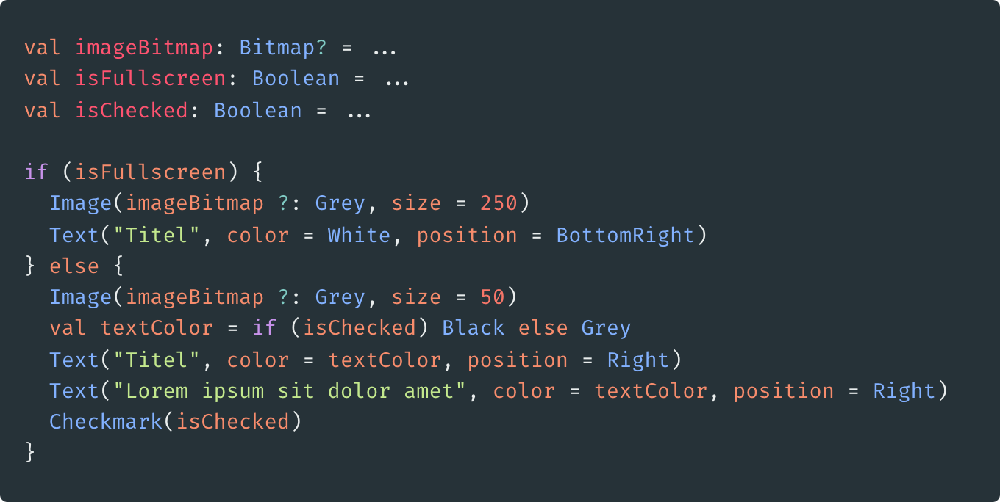 val imageBitmap: Bitmap? = ...
val isFullscreen: Boolean = ...
val isChecked: Boolean = ...
if (isFullscreen) {
  Image(imageBitmap ?: Grey, size = 250)
  Text("Titel", color = White, position = BottomRight)
} else {
  Image(imageBitmap ?: Grey, size = 50)
  val textColor = if (isChecked) Black else Grey
  Text("Titel", color = textColor, position = Right)
  Text("Lorem ipsum sit dolor amet", color = textColor, position = Right)
  Checkmark(isChecked)
}